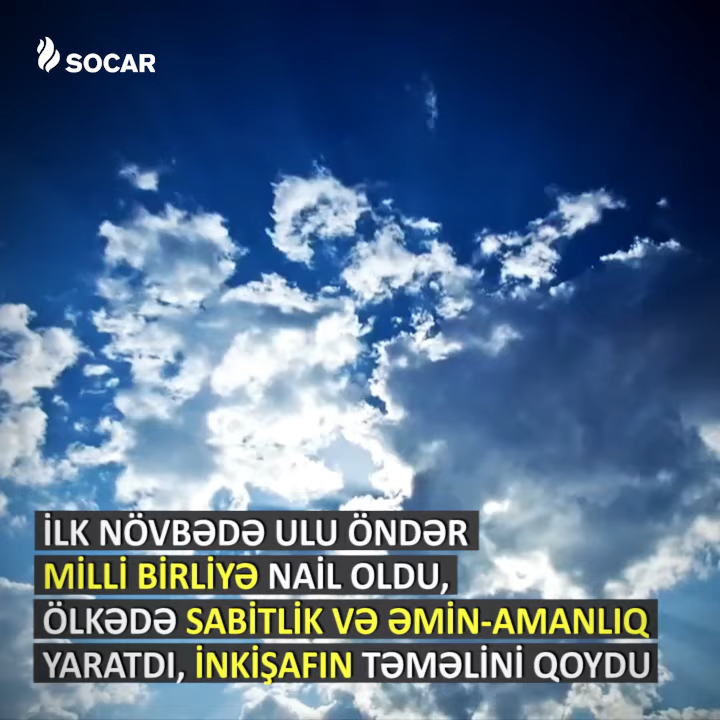 SOCAR
İLK NÖVBƏDƏ ULU ÖNDƏR
MİLLİ BİRLİYƏ NAİL OLDU,
ÖLKƏDƏ SABİTLİK VƏ ƏMİN-AMANLIQ
YARATDI, İNKİŞAFIN TƏMƏLİNİ QOYDU